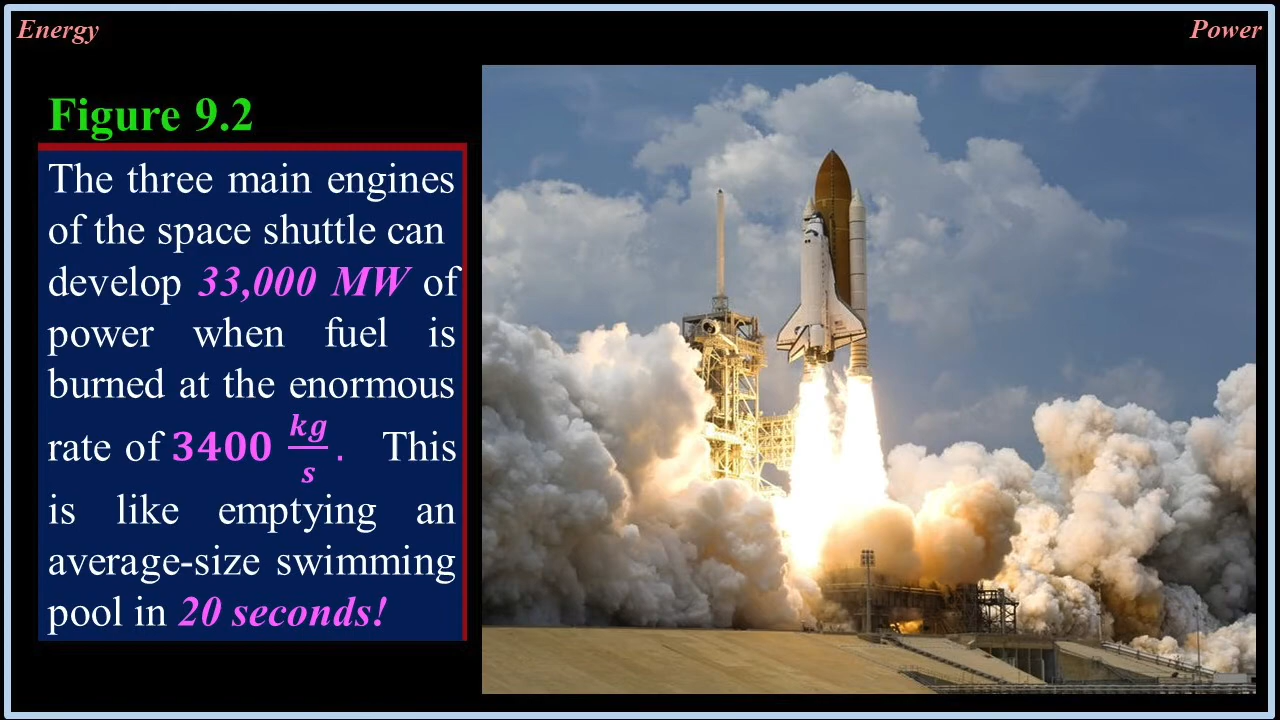 Energy
Power
Figure 9.2
The three main engines
of the space shuttle can
develop 33,000 MW of
power when fuel is
burned at the enormous
rate of 3400 kg/s. This
is like emptying an
average-size swimming
pool in 20 seconds!